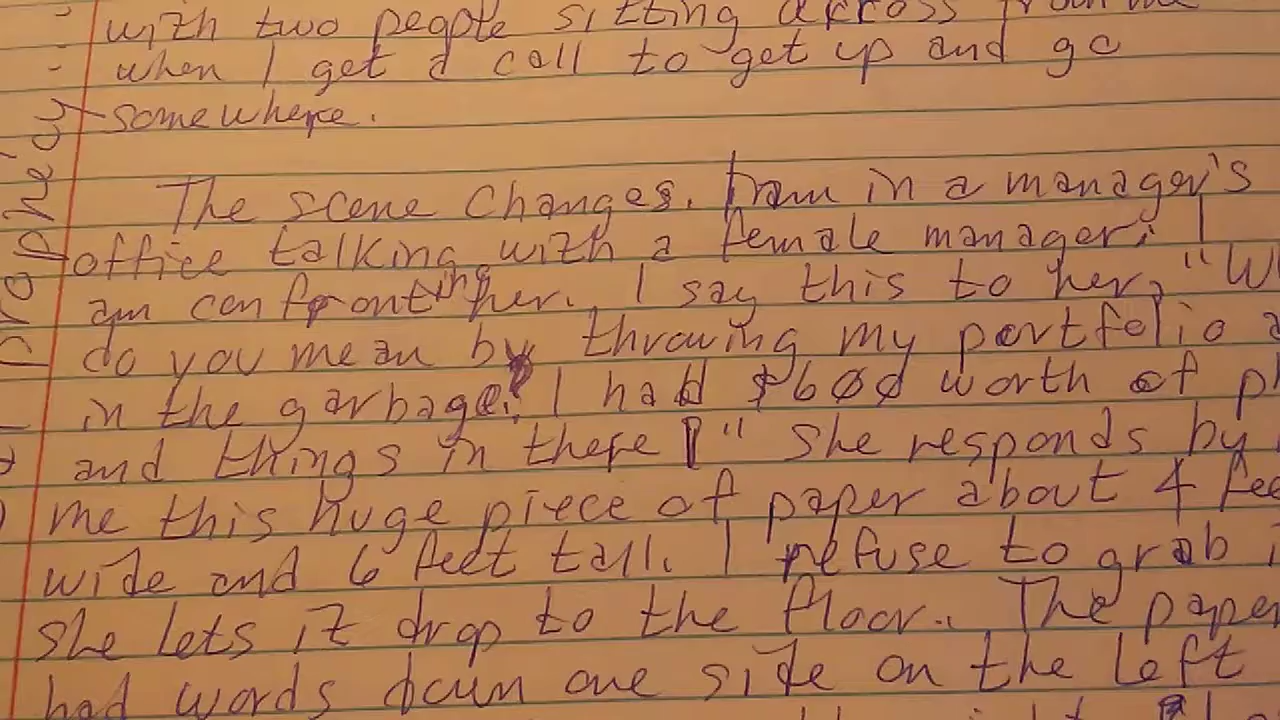 with two people sitting across from me
when I get a call to get up and go
somewhere.
The scene changes. I am in a manager's
office talking with a female manager. I
am confronting her. I say this to her, "W
do you mean by throwing my portfolio a
in the garbage? I had $600 worth of p
and things in there!" She responds by
me this huge piece of paper about 4 fee
wide and 6 feet tall. I refuse to grab i
she lets it drop to the floor. The paper
had words down one side on the left